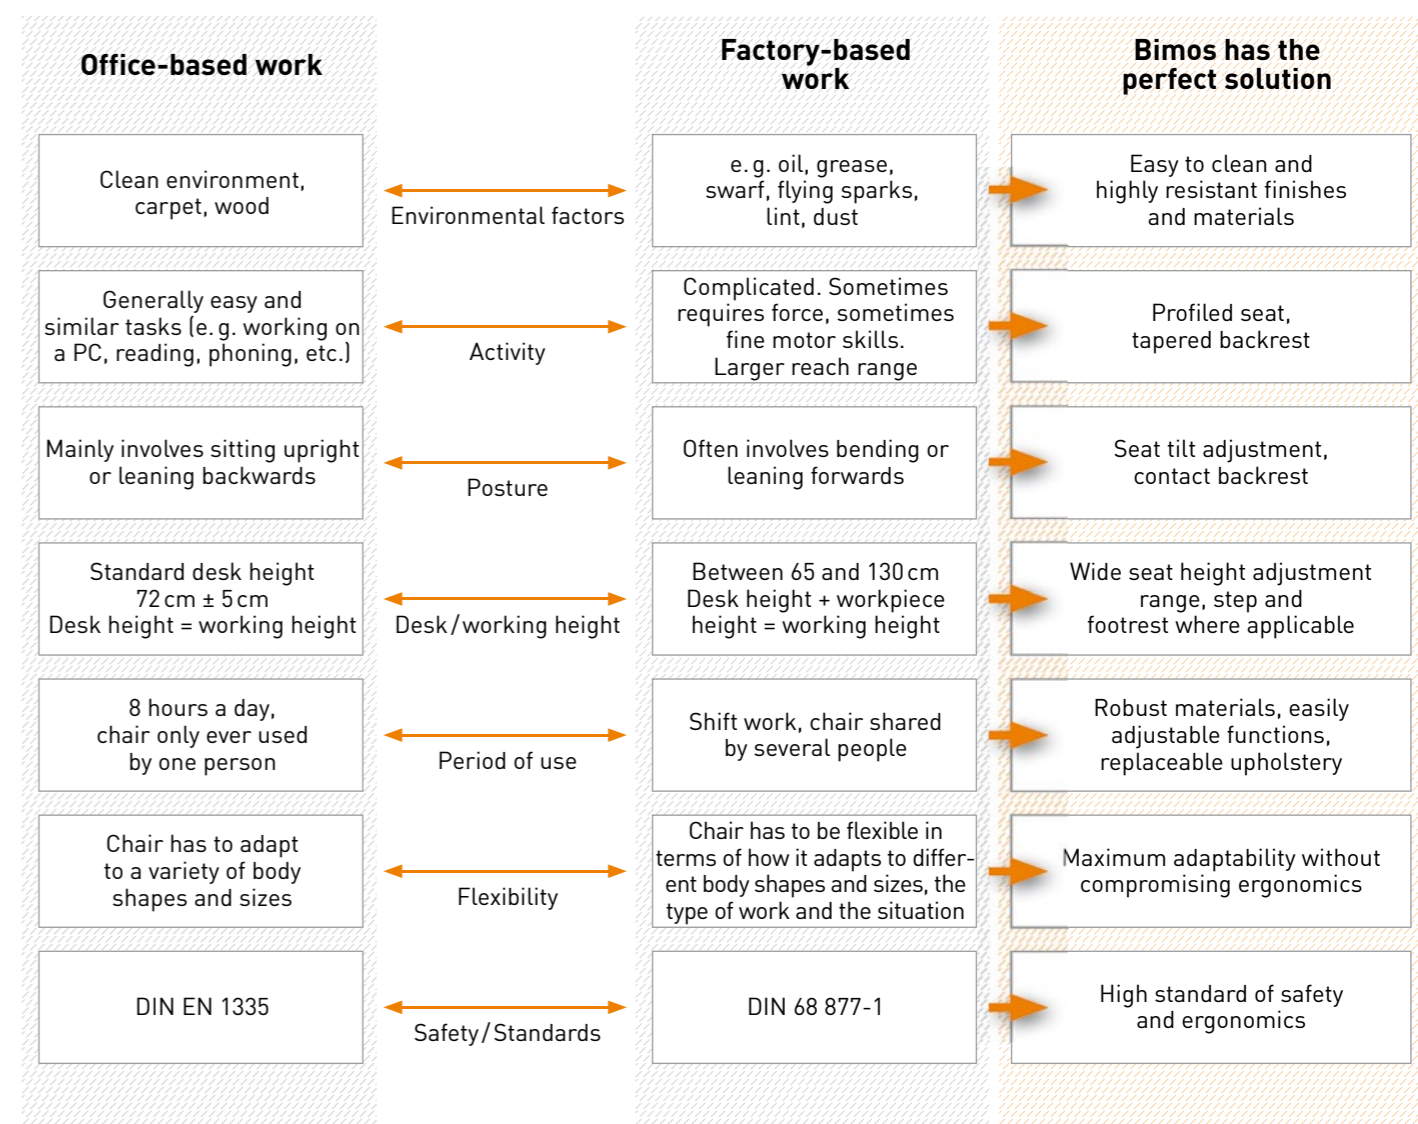 Office-based work
Factory-based
work
Bimos has the
perfect solution
Clean environment,
carpet, wood
Environmental factors
e. g. oil, grease,
swarf, flying sparks,
lint, dust
Easy to clean and
highly resistant finishes
and materials
Generally easy and
similar tasks (e. g. working on
a PC, reading, phoning, etc.)
Activity
Complicated. Sometimes
requires force, sometimes
fine motor skills.
Larger reach range
Profiled seat,
tapered backrest
Mainly involves sitting upright
or leaning backwards
Posture
Often involves bending or
leaning forwards
Seat tilt adjustment,
contact backrest
Standard desk height
72 cm ± 5 cm
Desk height = working height
Desk / working height
Between 65 and 130 cm
Desk height + workpiece
height = working height
Wide seat height adjustment
range, step and
footrest where applicable
8 hours a day,
chair only ever used
by one person
Period of use
Shift work, chair shared
by several people
Robust materials, easily
adjustable functions,
replaceable upholstery
Chair has to adapt
to a variety of body
shapes and sizes
Flexibility
Chair has to be flexible in
terms of how it adapts to differ-
ent body shapes and sizes, the
type of work and the situation
Maximum adaptability without
compromising ergonomics
DIN EN 1335
Safety / Standards
DIN 68 877-1
High standard of safety
and ergonomics